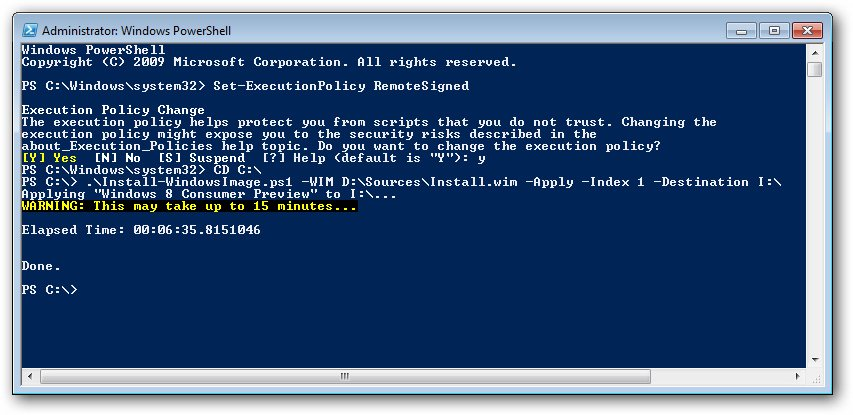 Administrator: Windows PowerShell
Windows PowerShell
Copyright (C) 2009 Microsoft Corporation. All rights reserved.
PS C:\Windows\system32> Set-ExecutionPolicy RemoteSigned
Execution Policy Change
The execution policy helps protect you from scripts that you do not trust. Changing the
execution policy might expose you to the security risks described in the
about_Execution_Policies help topic. Do you want to change the execution policy?
[Y] Yes  [N] No  [S] Suspend  [?] Help (default is "Y"): y
PS C:\Windows\system32> CD C:\
PS C:\> .\Install-WindowsImage.ps1 -WIM D:\Sources\Install.wim -Apply -Index 1 -Destination I:\
Applying "Windows 8 Consumer Preview" to I:\...
WARNING: This may take up to 15 minutes...
Elapsed Time: 00:06:35.8151046
Done.
PS C:\>